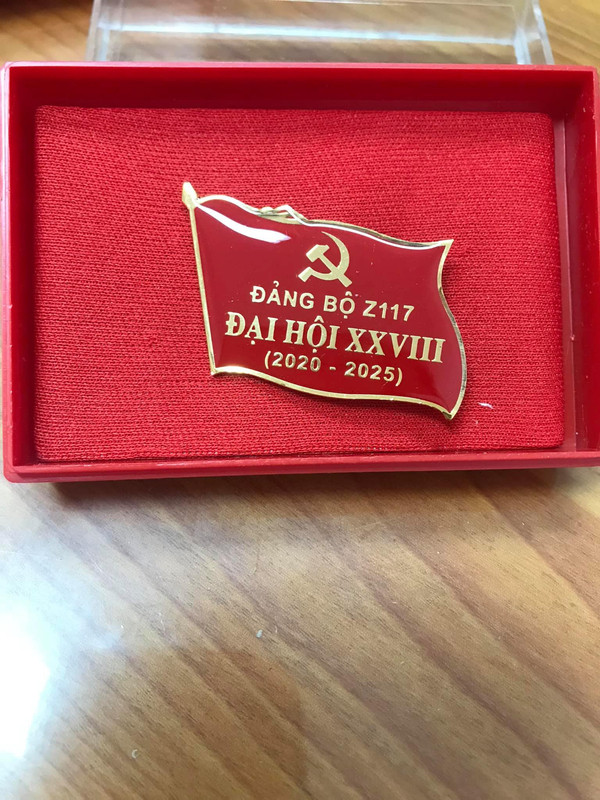 ĐẢNG BỘ Z117
ĐẠI HỘI XXVIII
(2020 - 2025)